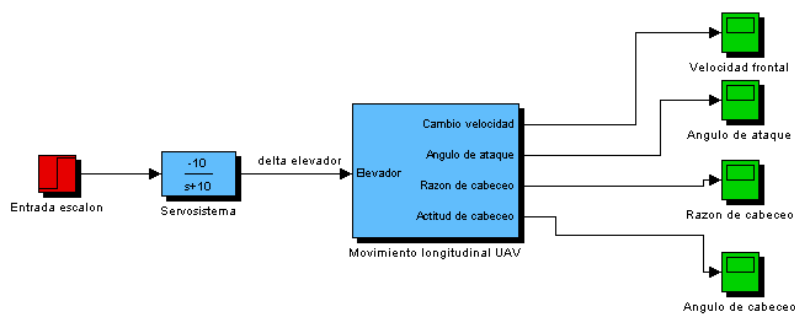 Velocidad frontal
Cambio velocidad
Angulo de ataque
Angulo de ataque
-10
s+10
delta elevador
Elevador
Razon de cabeceo
Entrada escalon
Servosistema
Actitud de cabeceo
Razon de cabeceo
Movimiento longitudinal UAV
Angulo de cabeceo